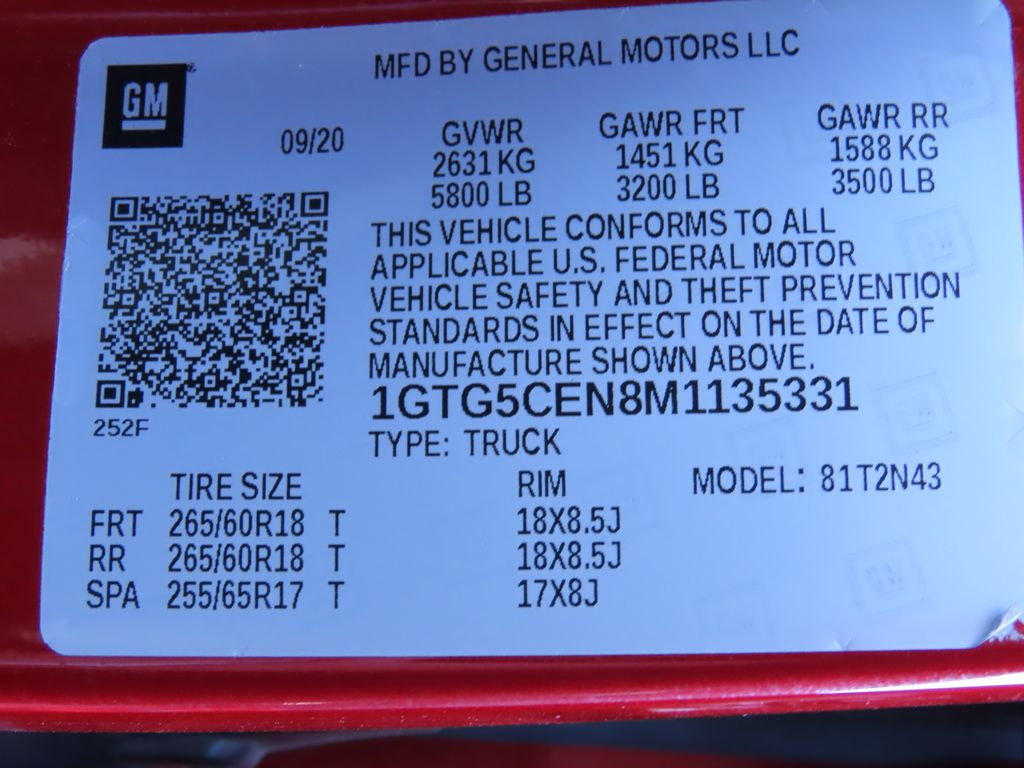 GM
MFD BY GENERAL MOTORS LLC
09/20
GVWR GAWR FRT GAWR RR
2631 KG 1451 KG 1588 KG
5800 LB 3200 LB 3500 LB
THIS VEHICLE CONFORMS TO ALL
APPLICABLE U.S. FEDERAL MOTOR
VEHICLE SAFETY AND THEFT PREVENTION
STANDARDS IN EFFECT ON THE DATE OF
MANUFACTURE SHOWN ABOVE.
1GTG5CEN8M1135331
252F
TYPE: TRUCK
TIRE SIZE RIM MODEL: 81T2N43
FRT 265/60R18 T 18X8.5J
RR 265/60R18 T 18X8.5J
SPA 255/65R17 T 17X8J